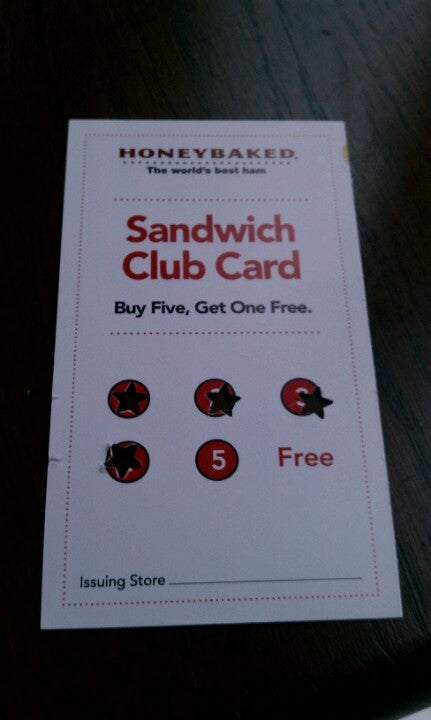 HONEYBAKED.
The world's best ham
Sandwich
Club Card
Buy Five, Get One Free.
5 Free
Issuing Store